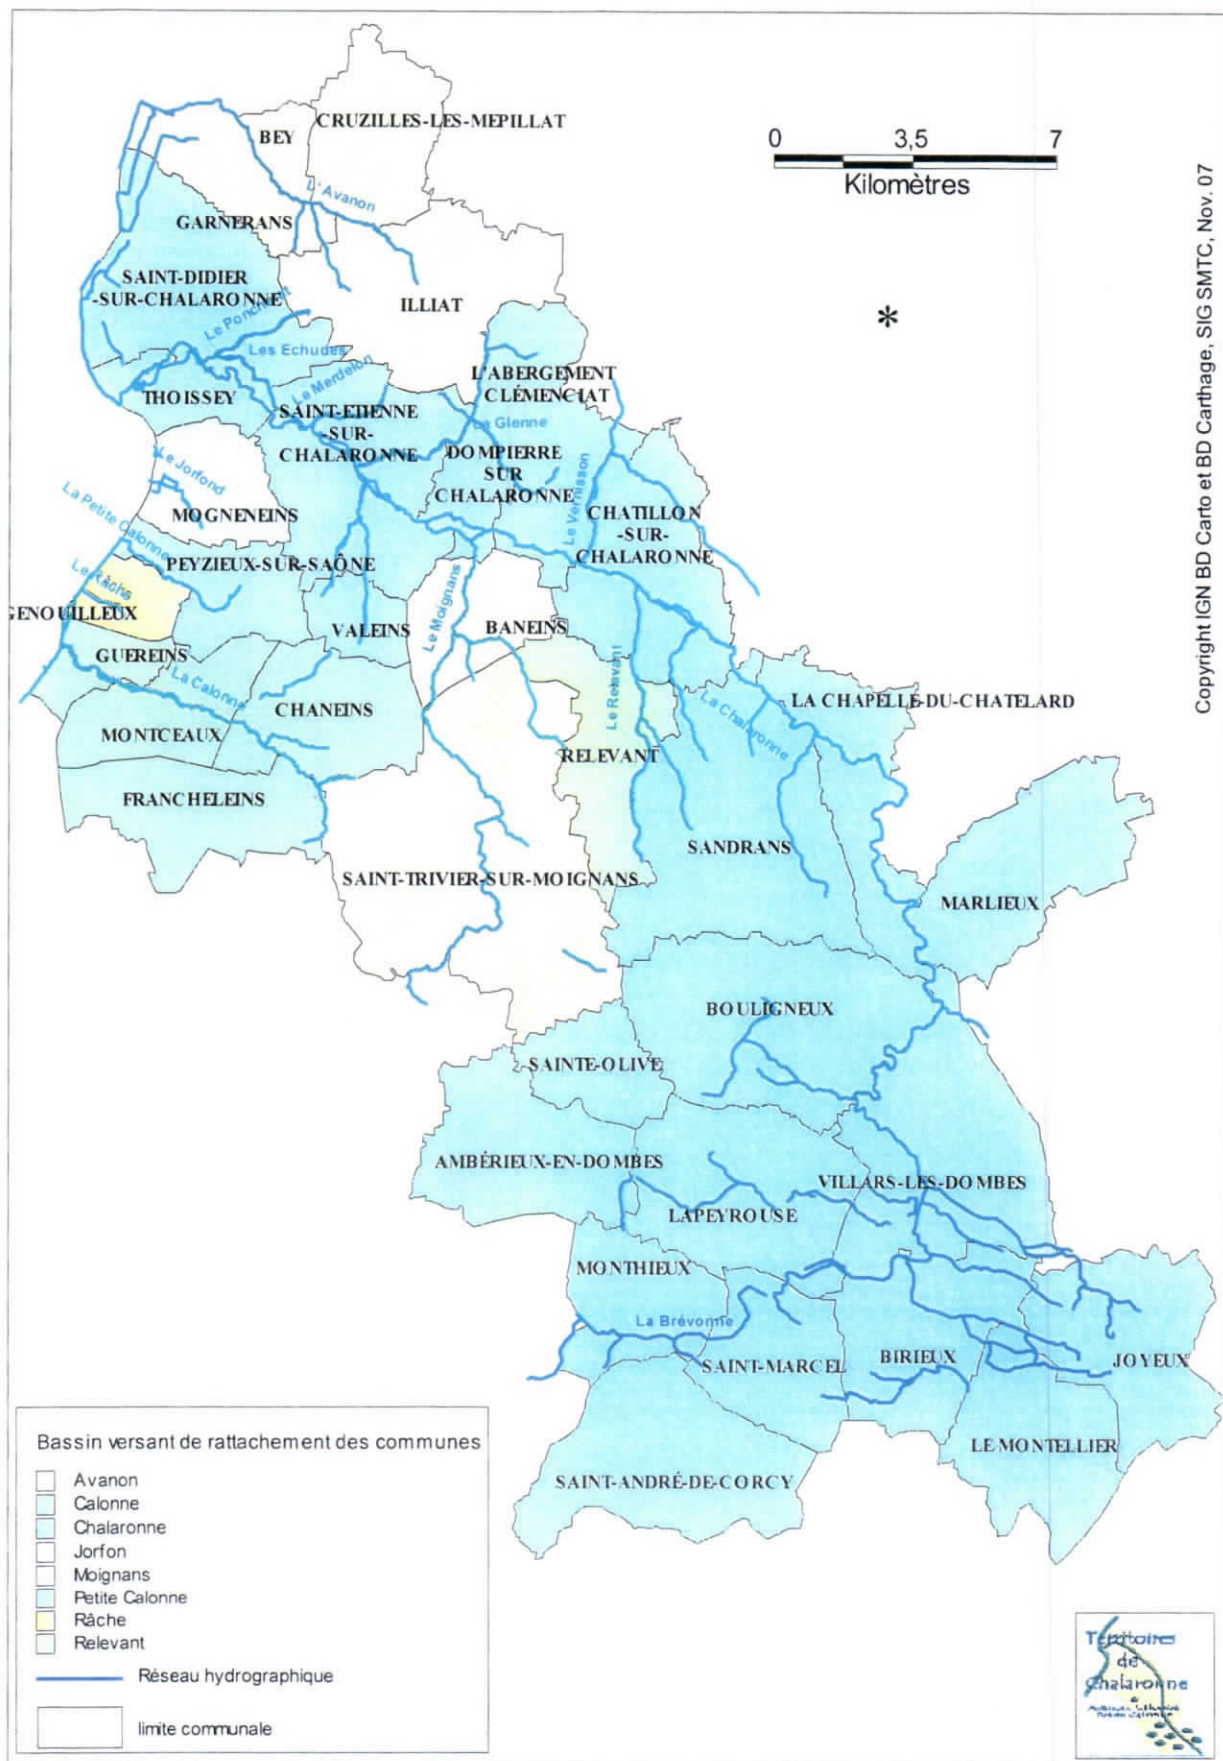 CRUZILLES-LES-MEPILLAT
BEY
0 3,5 7
Kilomètres
L'Avanon
GARNERANS
SAINT-DIDIER
-SUR-CHALARONNE
ILLIAT
Les Echudes
Le Merdelon
L'ABERGEMENT
CLÉMENCIAT
THOISSEY
SAINT-ETIENNE
-SUR-
CHALARONNE
Le Glenne
DOMPIERRE
SUR
CHALARONNE
Le Vernisson
CHATILLON
-SUR-
CHALARONNE
Le Jorfond
MOGNENEINS
La Petite Calonne
PEYZIEUX-SUR-SAÔNE
Le Râche
GENOUILLEUX
VALEINS
Le Moignans
BANEINS
GUEREINS
La Calonne
CHANEINS
Le Relevant
La Chalaronne
LA CHAPELLE-DU-CHATELARD
MONTCEAUX
RELEVANT
FRANCHELEINS
SANDRANS
SAINT-TRIVIER-SUR-MOIGNANS
MARLIEUX
BOULIGNEUX
SAINTE-OLIVE
AMBÉRIEUX-EN-DOMBES
VILLARS-LES-DOMBES
LAPEYROUSE
MONTHIEUX
La Brévonne
SAINT-MARCEL
BIRIEUX
JOYEUX
LE MONTELLIER
SAINT-ANDRÉ-DE-CORCY
Copyright IGN BD Carto et BD Carthage, SIG SMTC, Nov. 07
Bassin versant de rattachement des communes
Avanon
Calonne
Chalaronne
Jorfon
Moignans
Petite Calonne
Râche
Relevant
Réseau hydrographique
limite communale
Territoires
de
Chalaronne